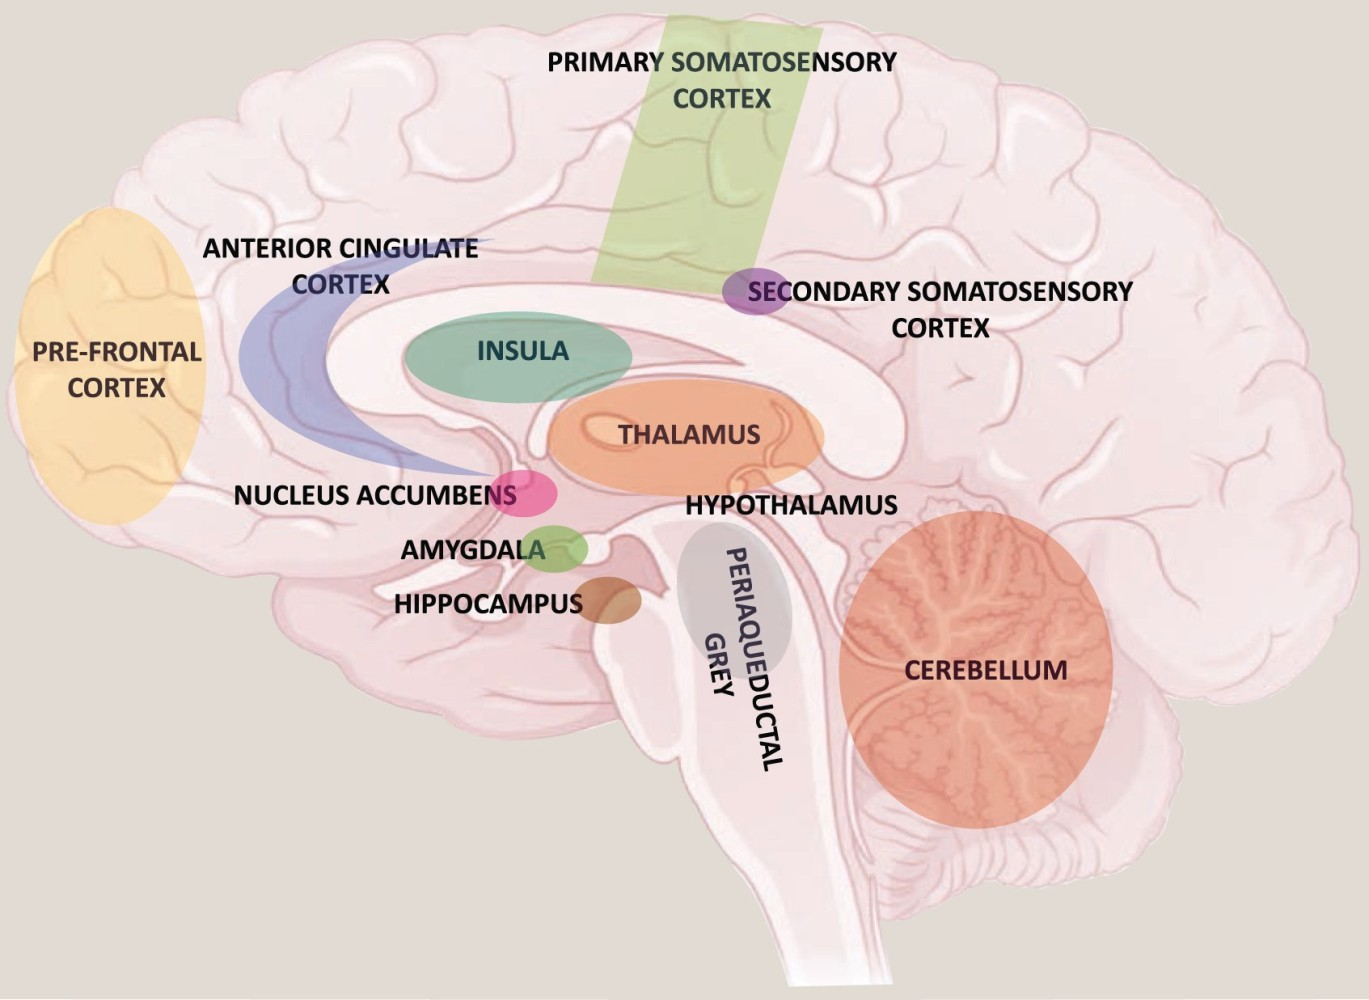 PRIMARY SOMATOSENSORY
CORTEX
ANTERIOR CINGULATE
CORTEX
SECONDARY SOMATOSENSORY
CORTEX
PRE-FRONTAL
CORTEX
INSULA
THALAMUS
NUCLEUS ACCUMBENS
HYPOTHALAMUS
AMYGDALA
HIPPOCAMPUS
PERIAQUEDUCTAL
GREY
CEREBELLUM